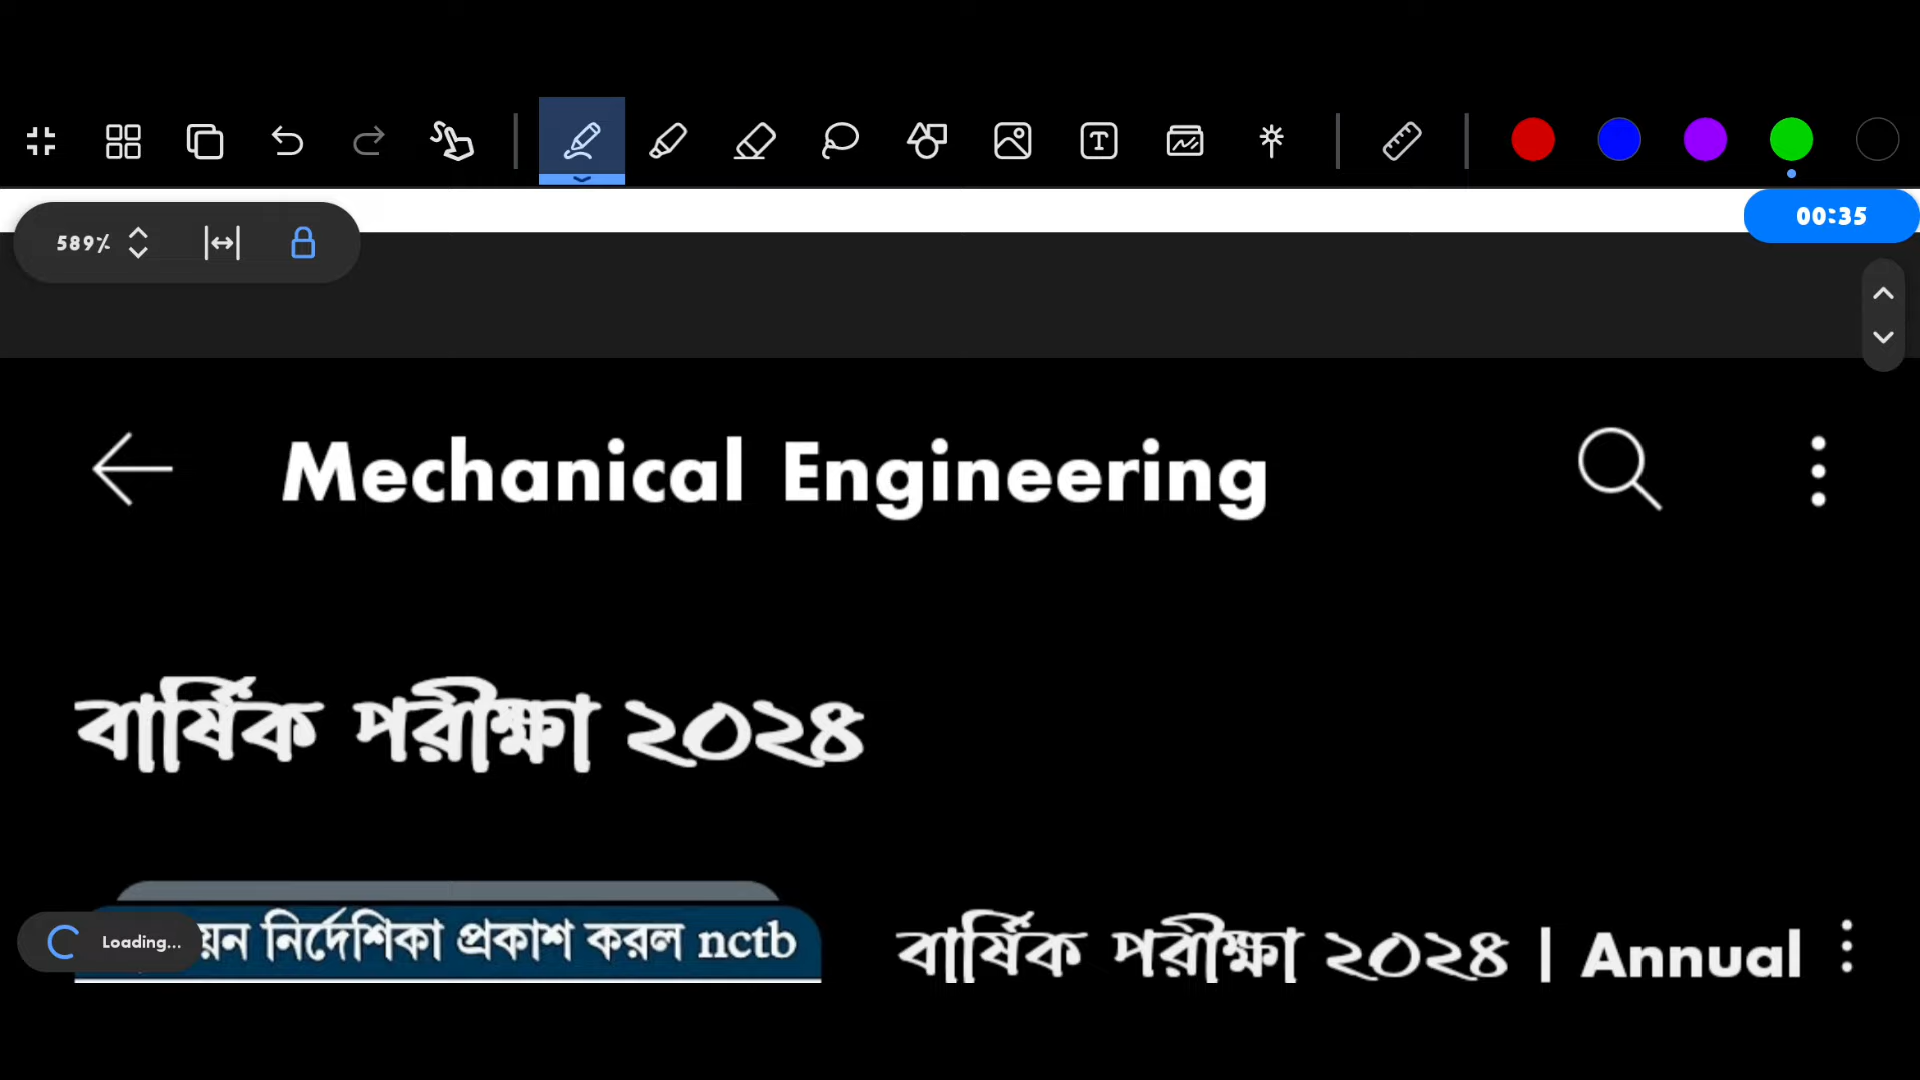 589%
00:35
Mechanical Engineering
বার্ষিক পরীক্ষা ২০২৪
নির্দেশিকা প্রকাশ করল nctb
Loading...
বার্ষিক পরীক্ষা ২০২৪ | Annual